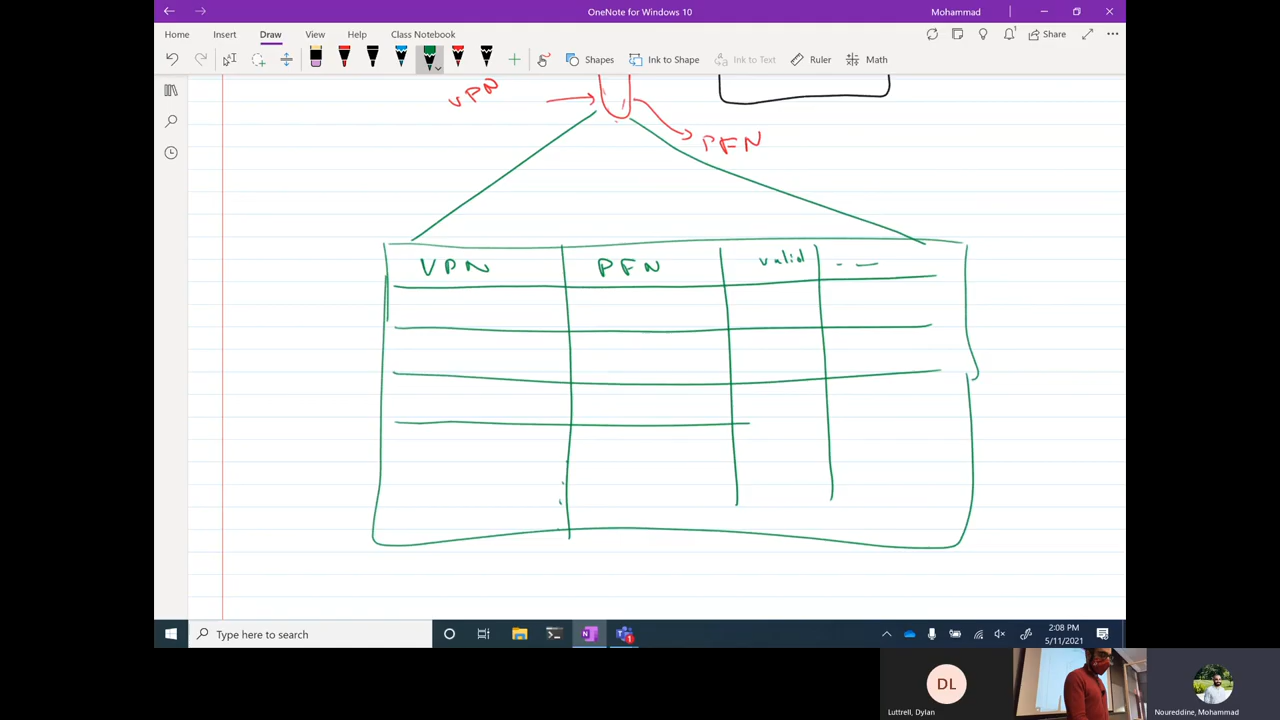 OneNote for Windows 10
Mohammad
Home Insert Draw View Help Class Notebook
Share
Shapes Ink to Shape Ink to Text Ruler Math
VPN
PFN
VPN PFN valid
Type here to search
2:08 PM
5/11/2021
DL
Luttrell, Dylan
Noureddine, Mohammad